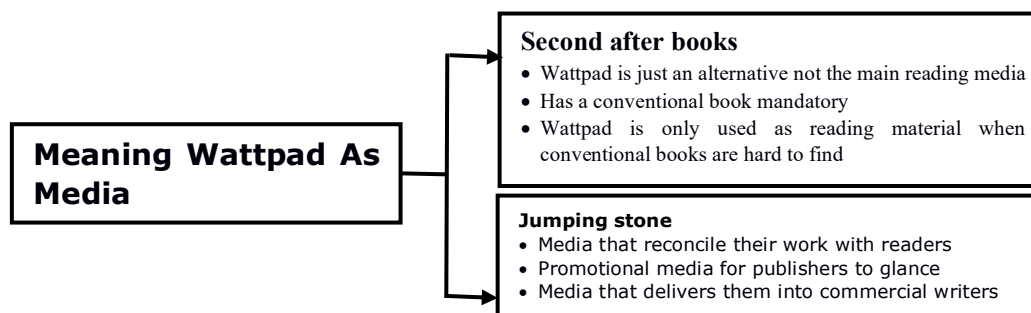 Meaning Wattpad As
Media
Second after books
• Wattpad is just an alternative not the main reading media
• Has a conventional book mandatory
• Wattpad is only used as reading material when
conventional books are hard to find
Jumping stone
• Media that reconcile their work with readers
• Promotional media for publishers to glance
• Media that delivers them into commercial writers